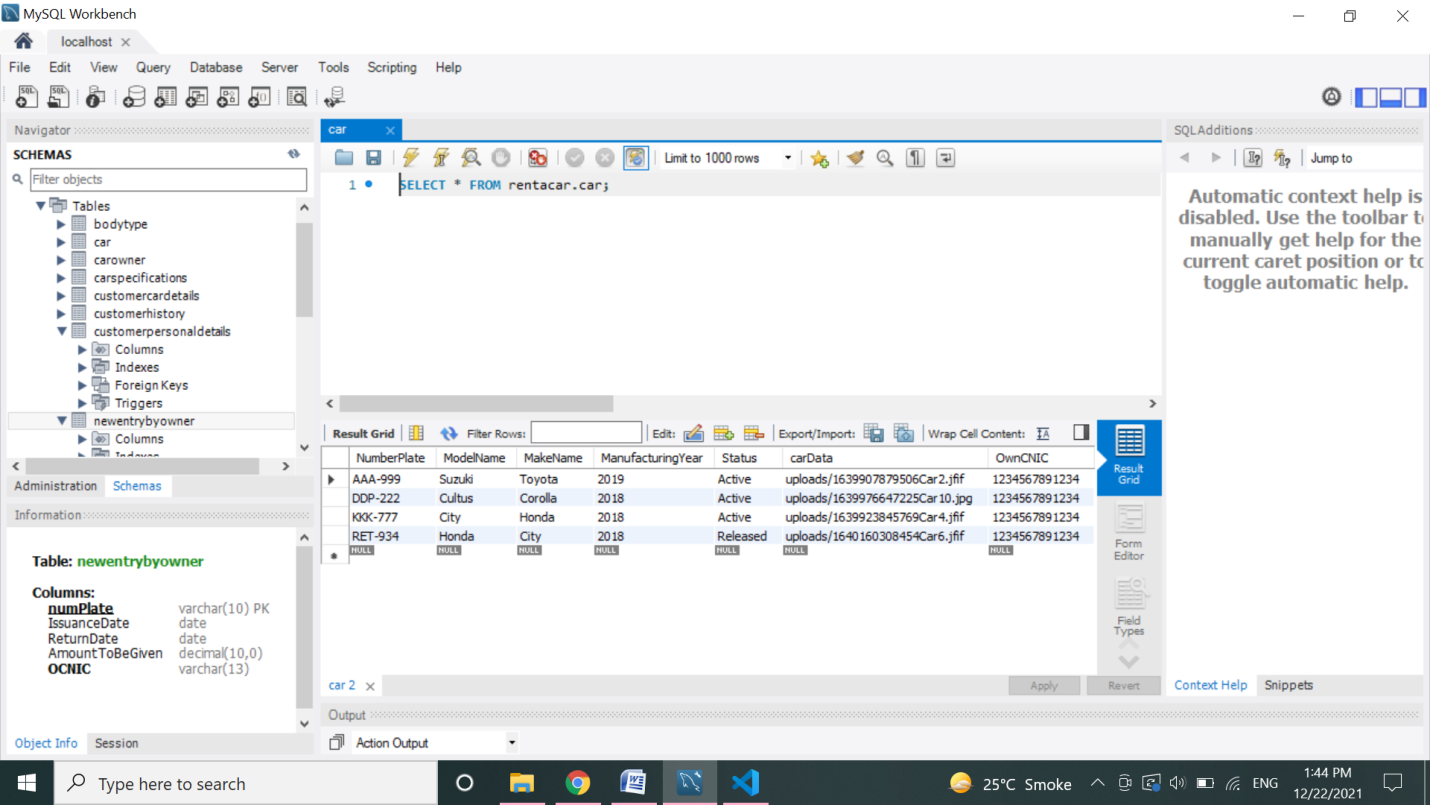 MySQL Workbench
localhost
File Edit View Query Database Server Tools Scripting Help
Navigator
SCHEMAS
Filter objects
Tables
bodytype
car
carowner
carspecifications
customercardetails
customerhistory
customerpersonaldetails
Columns
Indexes
Foreign Keys
Triggers
newentrybyowner
Columns
Indexes
Administration Schemas
Information
Table: newentrybyowner
Columns:
numPlate varchar(10) PK
IssuanceDate date
ReturnDate date
AmountToBeGiven decimal(10,0)
OCNIC varchar(13)
Object Info Session
car
Limit to 1000 rows
1 SELECT * FROM rentacar.car;
Result Grid Filter Rows: Edit: Export/Import: Wrap Cell Content:
NumberPlate ModelName MakeName ManufacturingYear Status carData OwnCNIC
AAA-999 Suzuki Toyota 2019 Active uploads/1639907879506Car2.jfif 1234567891234
DDP-222 Cultus Corolla 2018 Active uploads/1639976647225Car10.jpg 1234567891234
KKK-777 City Honda 2018 Active uploads/1639923845769Car4.jfif 1234567891234
RET-934 Honda City 2018 Released uploads/1640160308454Car6.jfif 1234567891234
NULL NULL NULL NULL NULL NULL NULL
Result
Grid
Form
Editor
Field
Types
car 2 Apply Revert
Output
Action Output
SQLAdditions
Jump to
Automatic context help is
disabled. Use the toolbar t
manually get help for the
current caret position or to
toggle automatic help.
Context Help Snippets
Type here to search
25°C Smoke
ENG
1:44 PM
12/22/2021